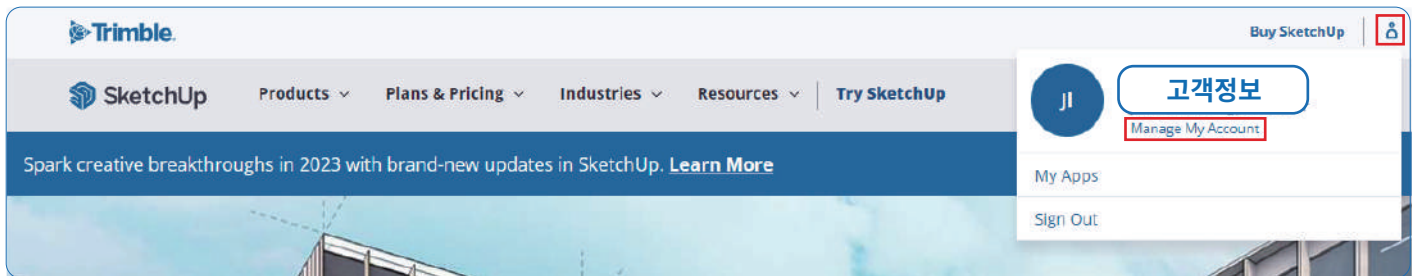 Trimble.
Buy SketchUp
SketchUp Products Plans & Pricing Industries Resources Try SketchUp
JI 고객정보
Manage My Account
Spark creative breakthroughs in 2023 with brand-new updates in SketchUp. Learn More
My Apps
Sign Out